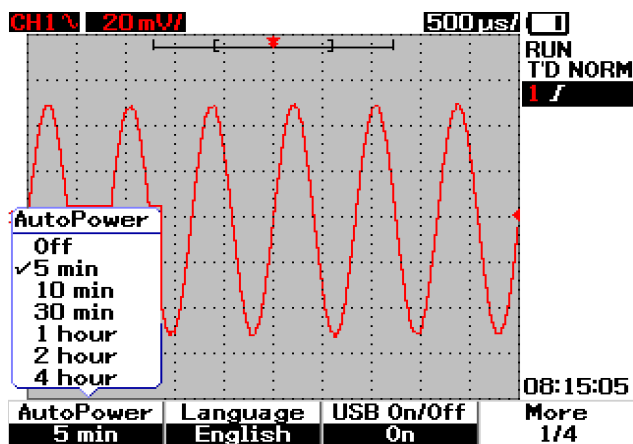 CH1 20 mV/ 500 µs/
RUN
T'D NORM
1
AutoPower
Off
✓5 min
10 min
30 min
1 hour
2 hour
4 hour
08:15:05
AutoPower Language USB On/Off More
5 min English On 1/4